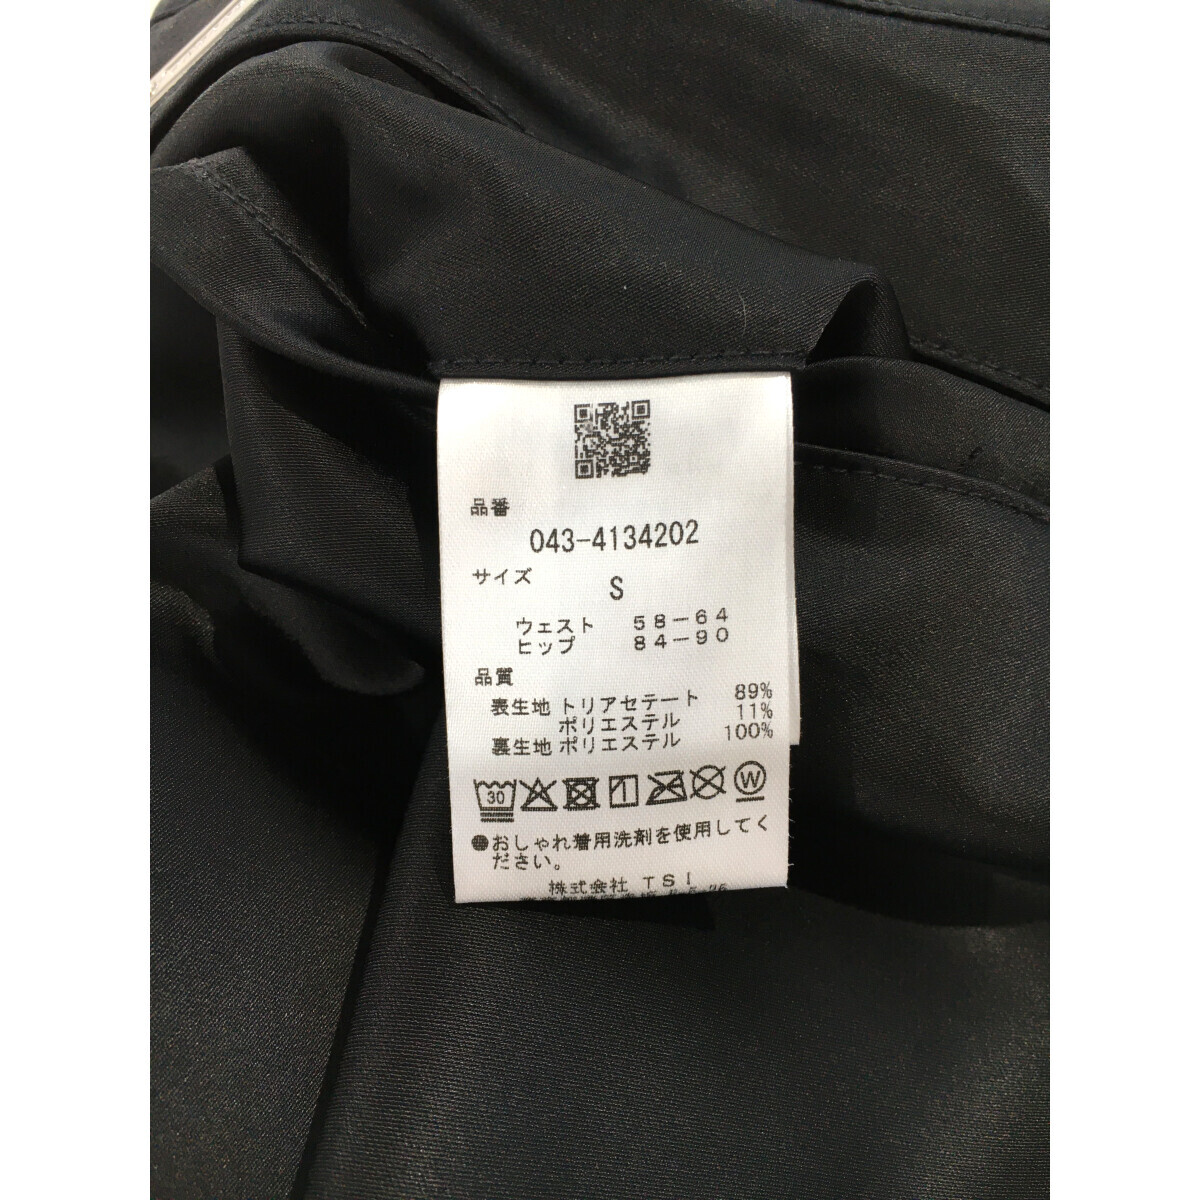 品番
043-4134202
サイズ
S
ウェスト 58-64
ヒップ 84-90
品質
表生地 トリアセテート 89%
ポリエステル 11%
裏生地 ポリエステル 100%
30
W
●おしゃれ着用洗剤を使用してく
ださい。
株式会社 TSI